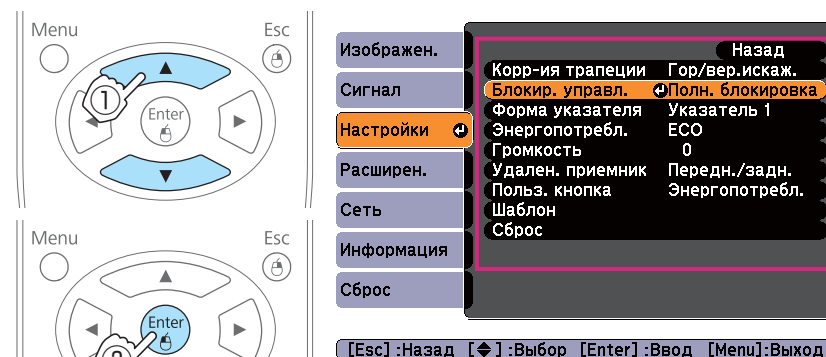 Menu
Esc
1
Enter
Menu
Esc
Enter
2
Изображен.
Сигнал
Настройки
Расширен.
Сеть
Информация
Сброс
Назад
Корр-ия трапеции Гор/вер.искаж.
Блокир. управл. Полн. блокировка
Форма указателя Указатель 1
Энергопотребл. ECO
Громкость 0
Удален. приемник Передн./задн.
Польз. кнопка Энергопотребл.
Шаблон
Сброс
[Esc] :Назад [◆] :Выбор [Enter] :Ввод [Menu]:Выход